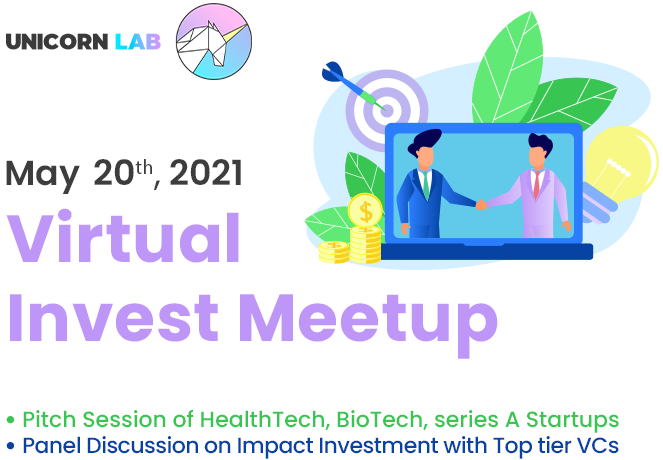 UNICORN LAB
May 20th, 2021
Virtual
Invest Meetup
• Pitch Session of HealthTech, BioTech, series A Startups
• Panel Discussion on Impact Investment with Top tier VCs
$